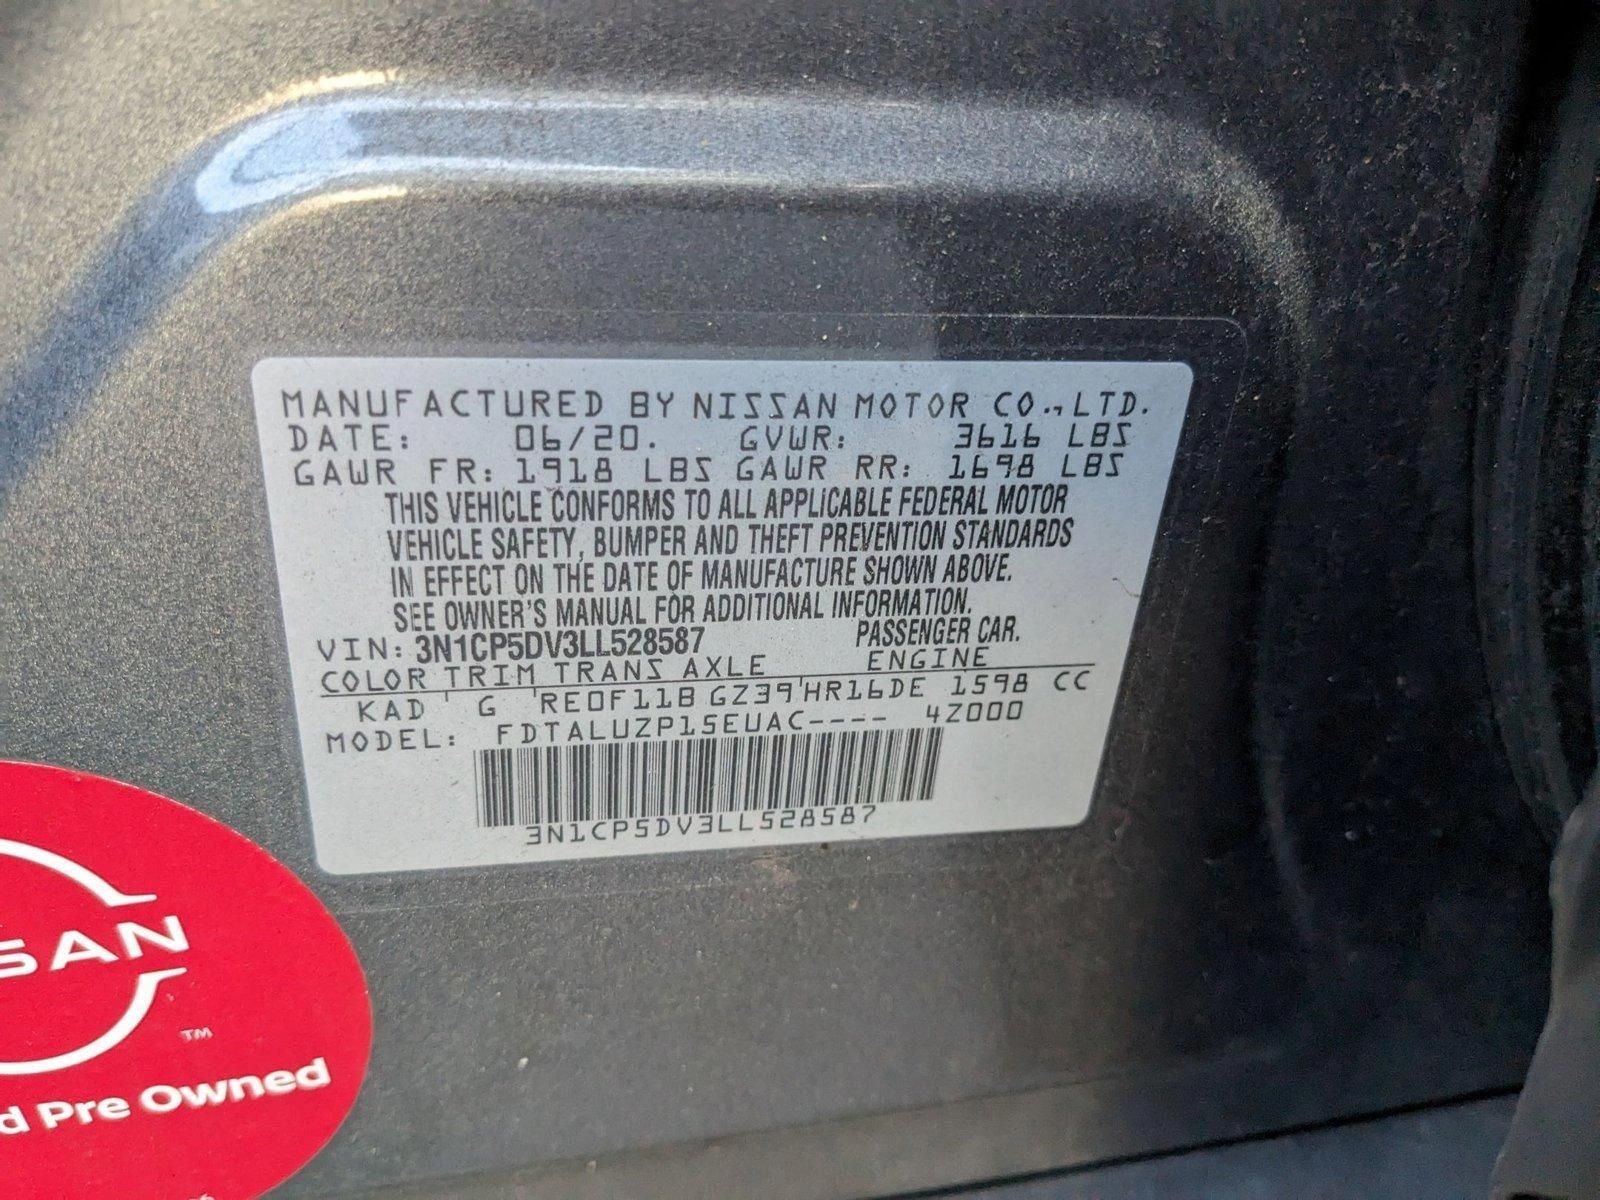 MANUFACTURED BY NISSAN MOTOR CO., LTD.
DATE: 06/20. GVWR: 3616 LBS
GAWR FR: 1918 LBS GAWR RR: 1698 LBS
THIS VEHICLE CONFORMS TO ALL APPLICABLE FEDERAL MOTOR
VEHICLE SAFETY, BUMPER AND THEFT PREVENTION STANDARDS
IN EFFECT ON THE DATE OF MANUFACTURE SHOWN ABOVE.
SEE OWNER'S MANUAL FOR ADDITIONAL INFORMATION.
VIN: 3N1CP5DV3LL528587 PASSENGER CAR.
COLOR TRIM TRANS AXLE ENGINE
KAD G RE0F11B GZ39 HR16DE 1598 CC
MODEL: FDTALUZP15EUAC---- 4Z000
3N1CP5DV3LL528587
SSAN
TM
d Pre Owned